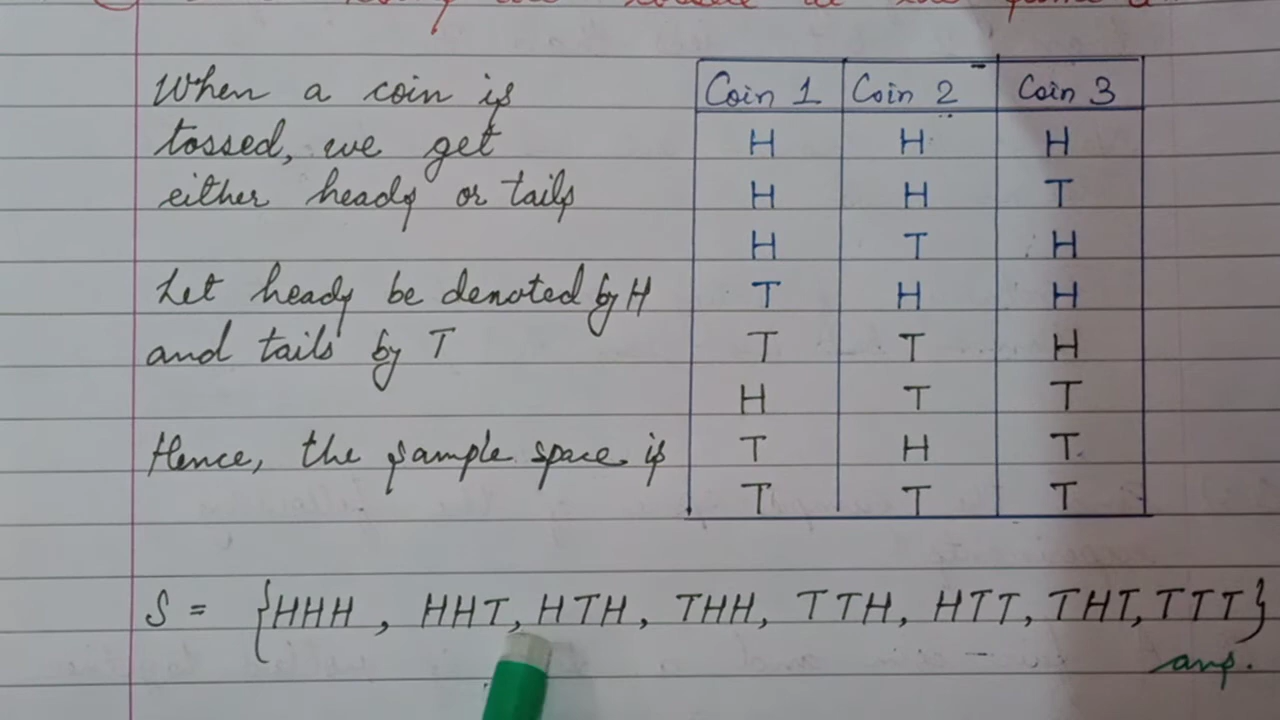 When a coin is
tossed, we get
either heads or tails
Let heads be denoted by H
and tails by T
Hence, the sample space is
Coin 1 Coin 2 Coin 3
H H H
H H T
H T H
T H H
T T H
H T T
T H T
T T T
S = {HHH, HHT, HTH, THH, TTH, HTT, THT, TTT}
ans.